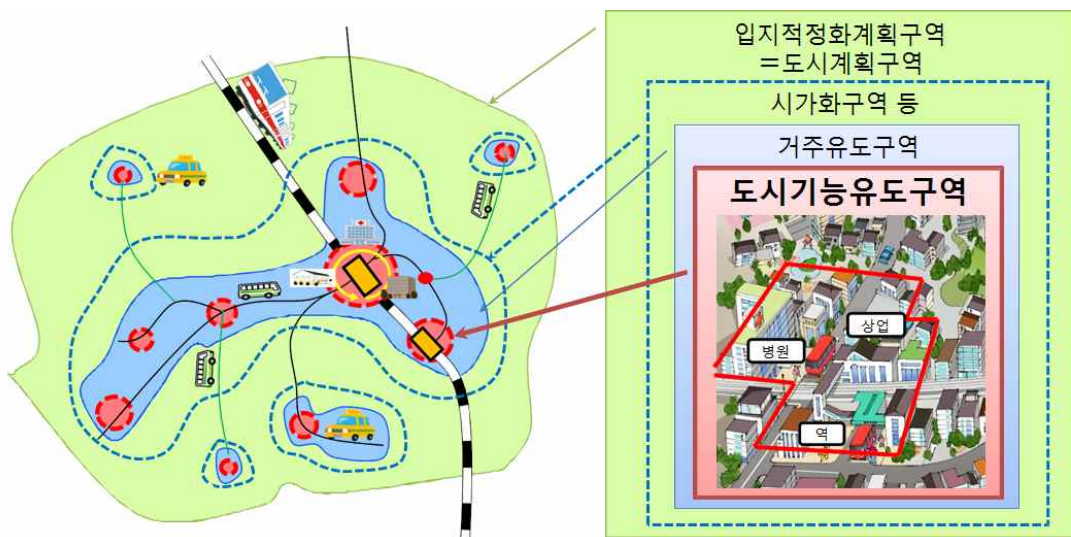 입지적정화계획구역
＝도시계획구역
시가화구역 등
거주유도구역
도시기능유도구역
상업
병원
역